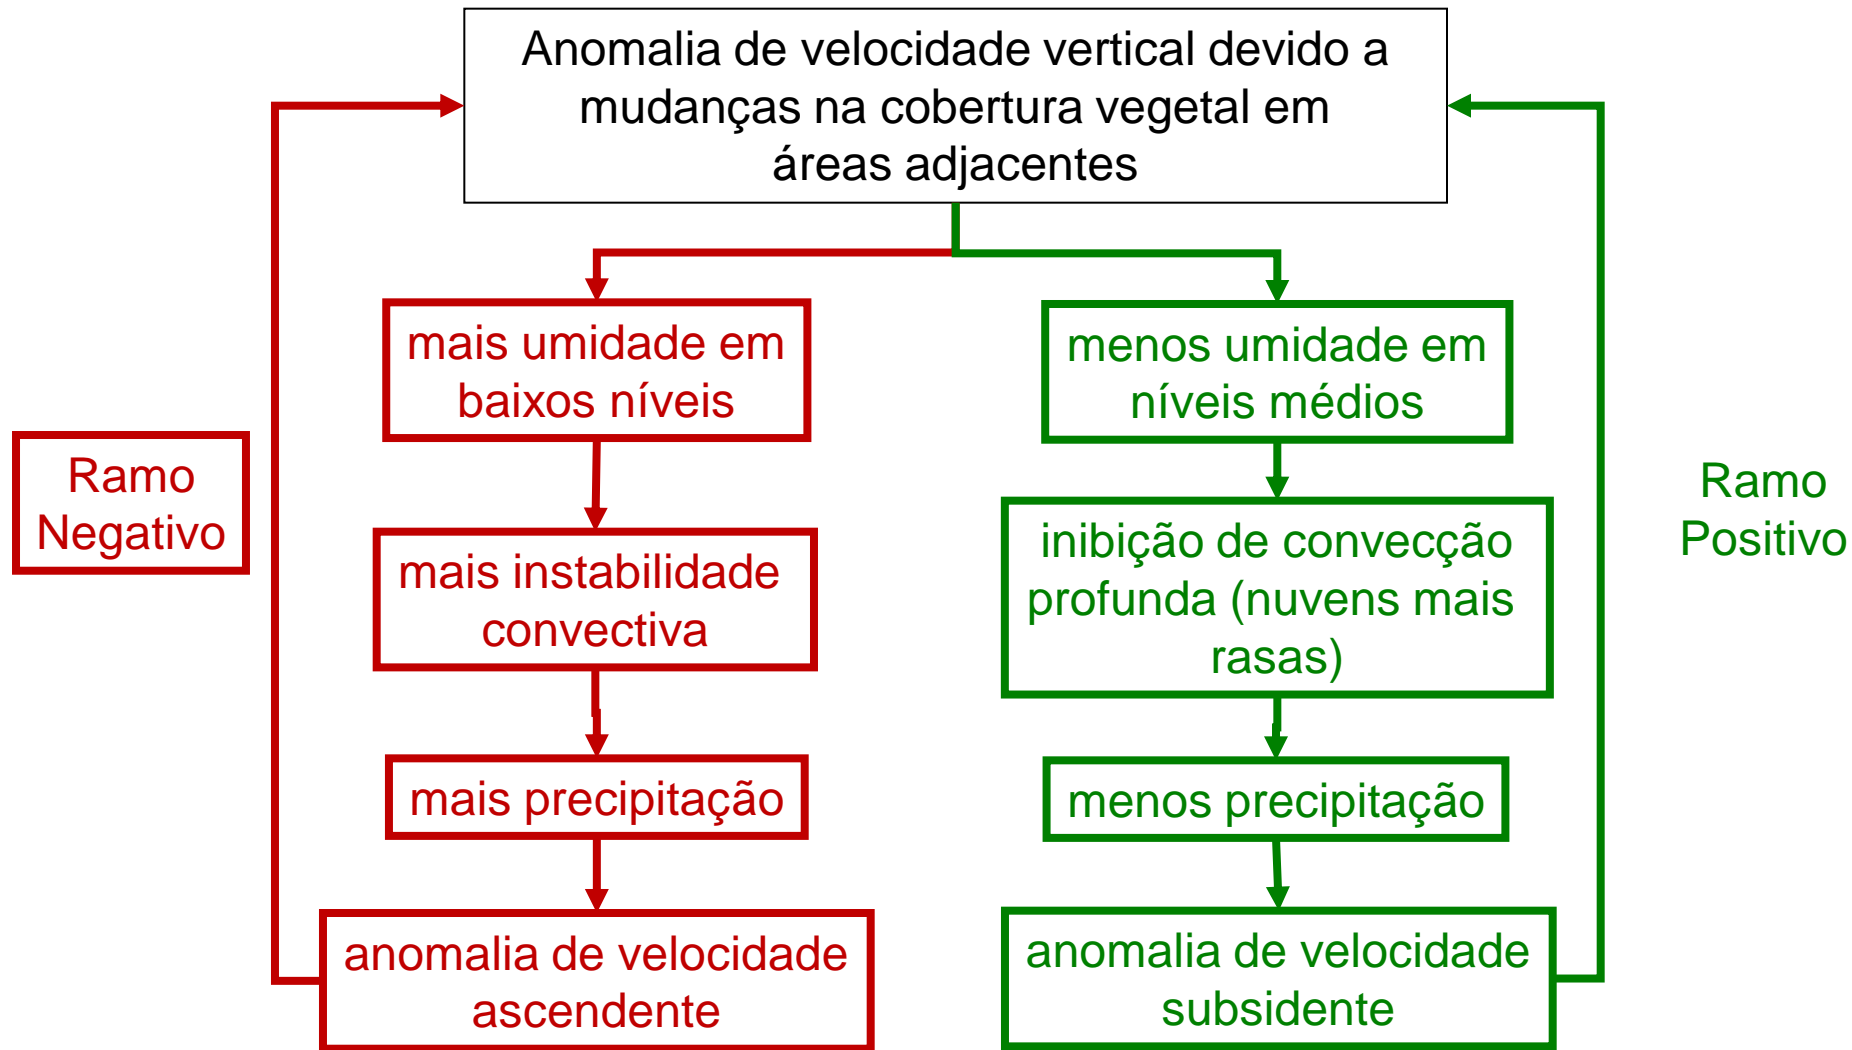 Anomalia de velocidade vertical devido a
mudanças na cobertura vegetal em
áreas adjacentes
Ramo
Negativo
mais umidade em
baixos níveis
mais instabilidade
convectiva
mais precipitação
anomalia de velocidade
ascendente
menos umidade em
níveis médios
inibição de convecção
profunda (nuvens mais
rasas)
menos precipitação
anomalia de velocidade
subsidente
Ramo
Positivo